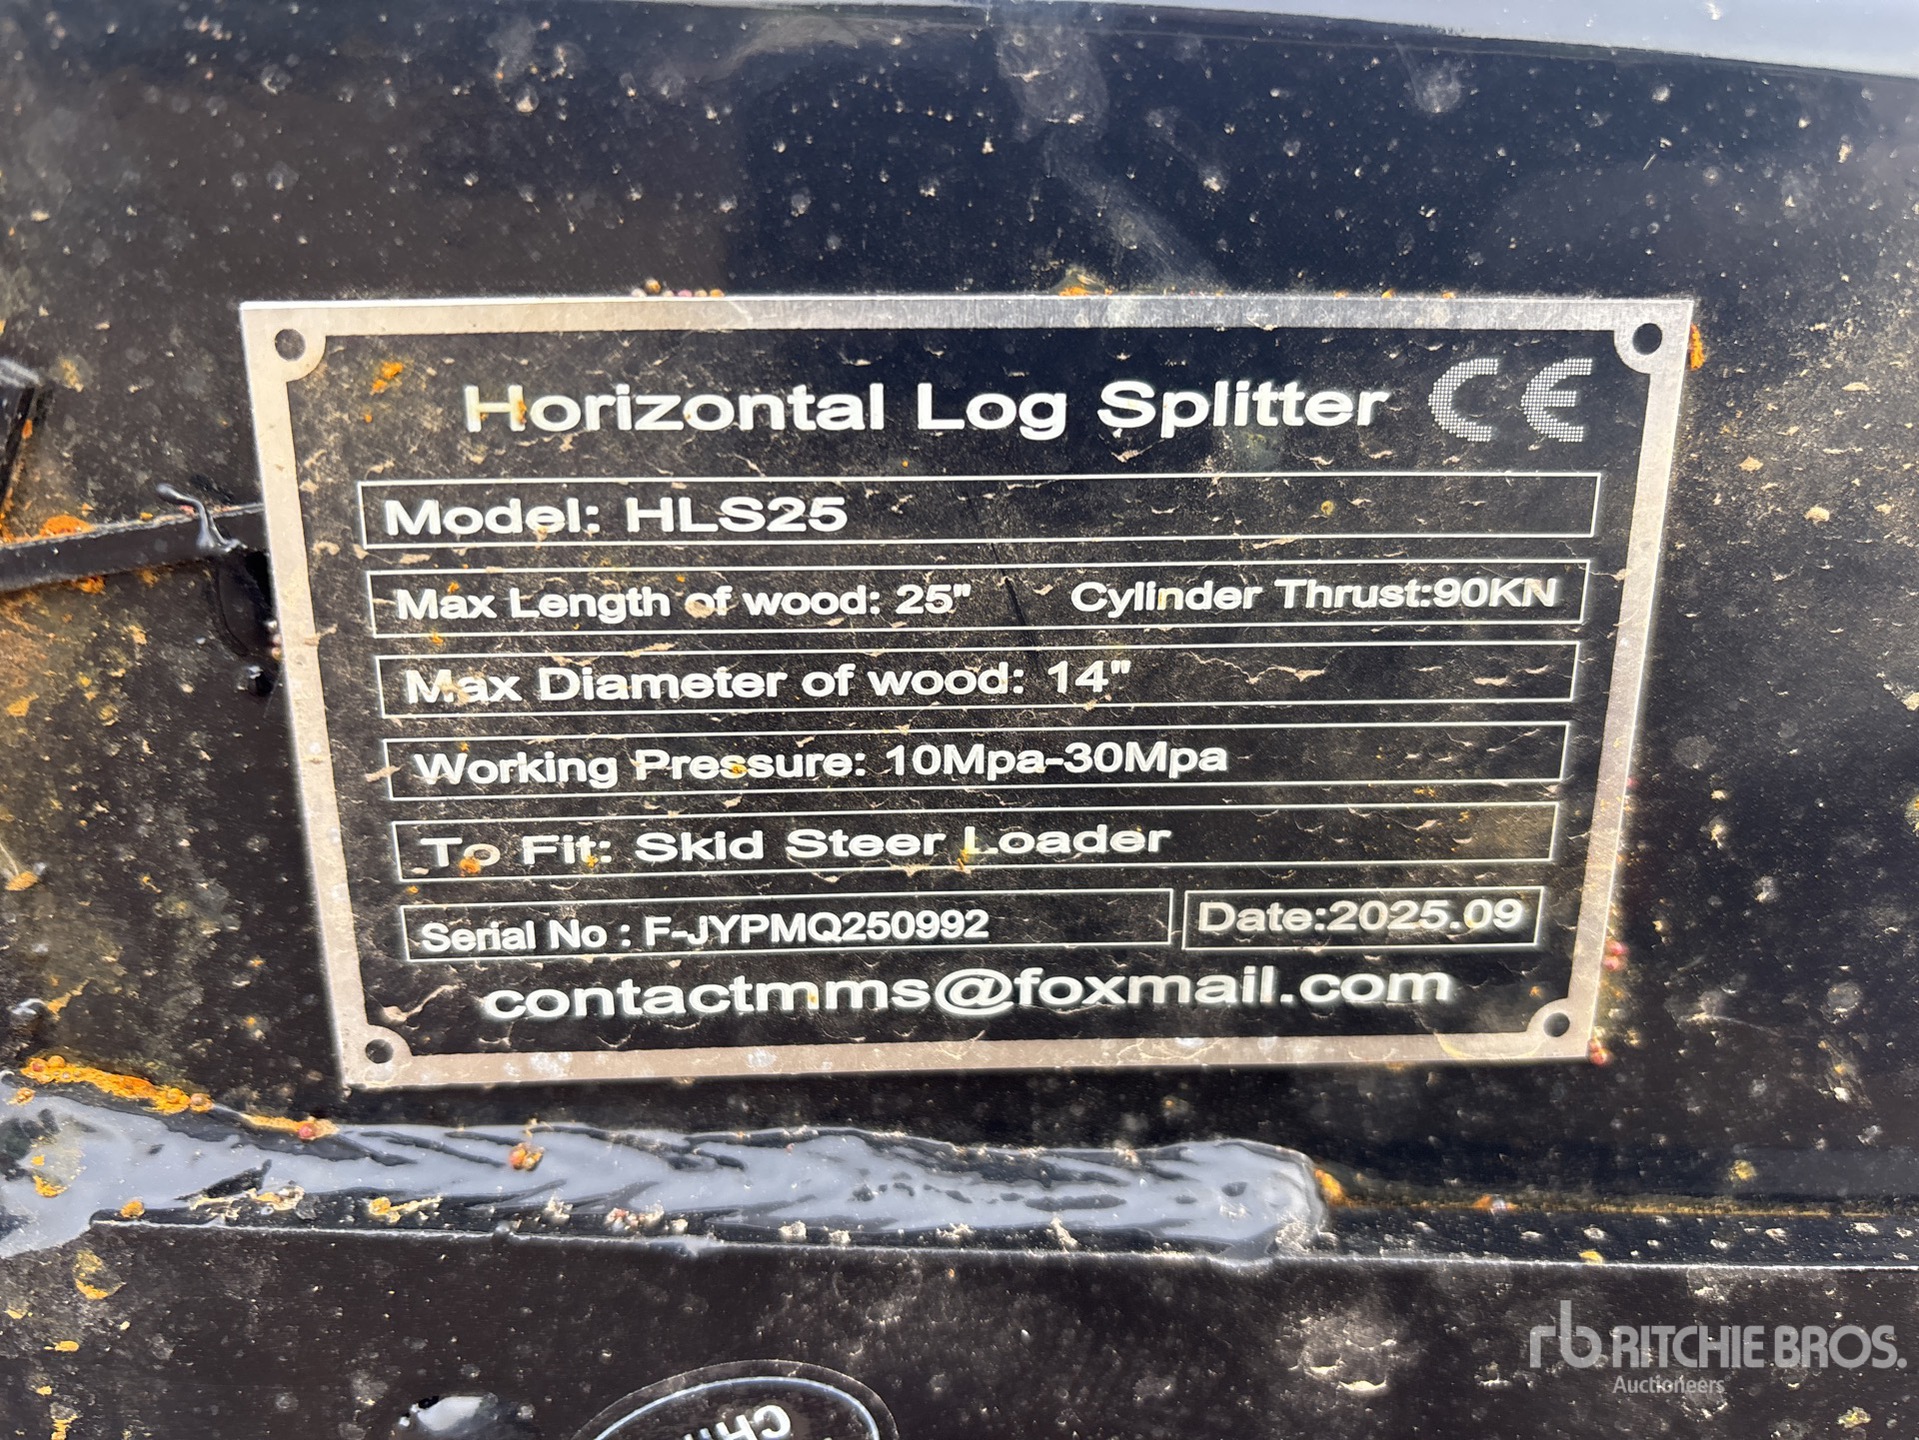 Horizontal Log Splitter CE
Model: HLS25
Max Length of wood: 25" Cylinder Thrust:90KN
Max Diameter of wood: 14"
Working Pressure: 10Mpa-30Mpa
To Fit: Skid Steer Loader
Serial No : F-JYPMQ250992 Date:2025.09
contactmms@foxmail.com
rb RITCHIE BROS.
Auctioneers